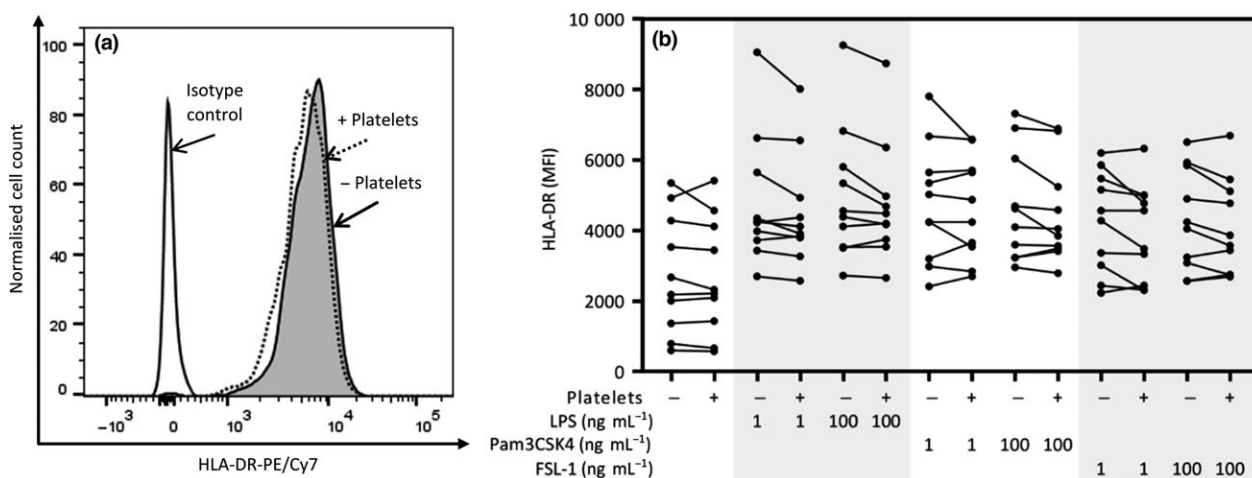 (a)
Normalised cell count
100
80
60
40
20
0
Isotype
control
+ Platelets
− Platelets
−10³ 0 10³ 10⁴ 10⁵
HLA-DR-PE/Cy7
(b)
HLA-DR (MFI)
10 000
8000
6000
4000
2000
0
Platelets − + − + − + − + − + − + − +
LPS (ng mL⁻¹) 1 1 100 100
Pam3CSK4 (ng mL⁻¹) 1 1 100 100
FSL-1 (ng mL⁻¹) 1 1 100 100